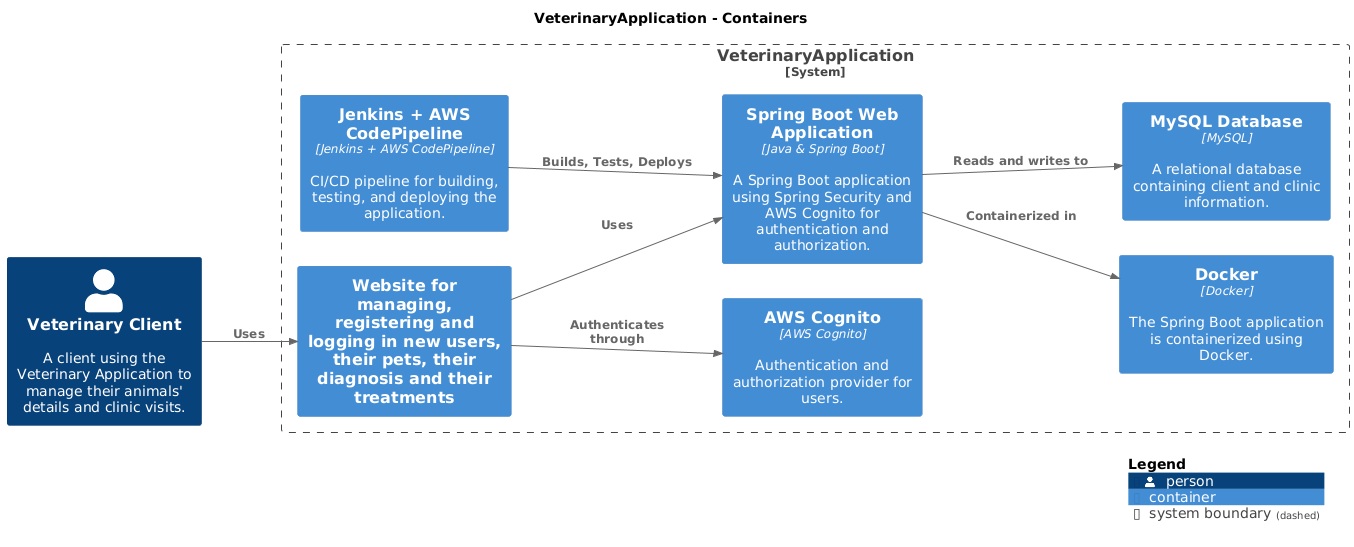 VeterinaryApplication - Containers
VeterinaryApplication
[System]
Jenkins + AWS
CodePipeline
[Jenkins + AWS CodePipeline]
CI/CD pipeline for building,
testing, and deploying the
application.
Builds, Tests, Deploys
Spring Boot Web
Application
[Java & Spring Boot]
A Spring Boot application
using Spring Security and
AWS Cognito for
authentication and
authorization.
Reads and writes to
MySQL Database
[MySQL]
A relational database
containing client and clinic
information.
Uses
Containerized in
Veterinary Client
A client using the
Veterinary Application to
manage their animals'
details and clinic visits.
Uses
Website for
managing,
registering and
logging in new users,
their pets, their
diagnosis and their
treatments
Authenticates
through
AWS Cognito
[AWS Cognito]
Authentication and
authorization provider for
users.
Docker
[Docker]
The Spring Boot application
is containerized using
Docker.
Legend
person
container
system boundary (dashed)